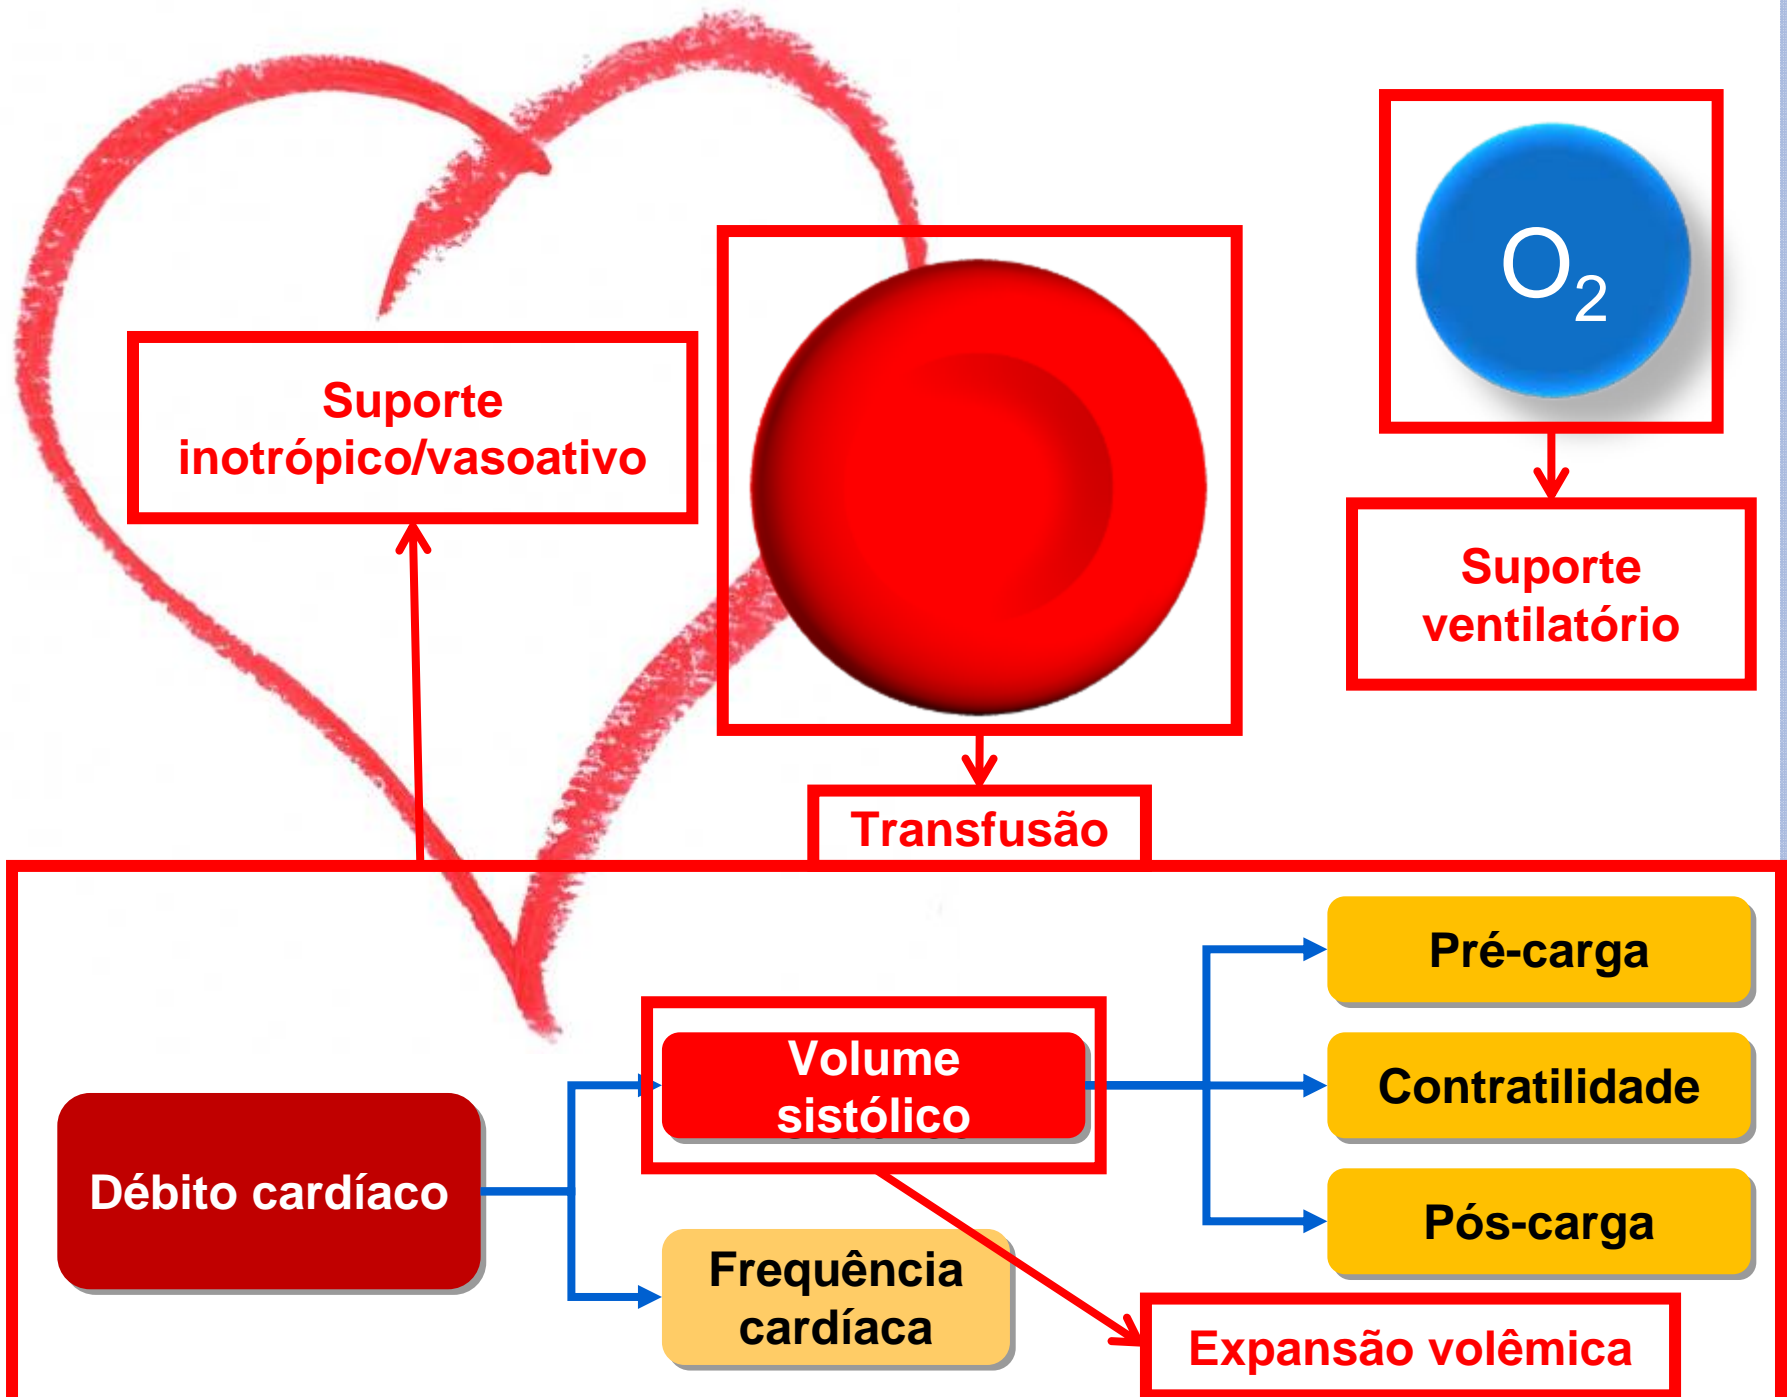 O2
Suporte
inotrópico/vasoativo
Suporte
ventilatório
Transfusão
Pré-carga
Volume
sistólico
Contratilidade
Débito cardíaco
Pós-carga
Frequência
cardíaca
Expansão volêmica